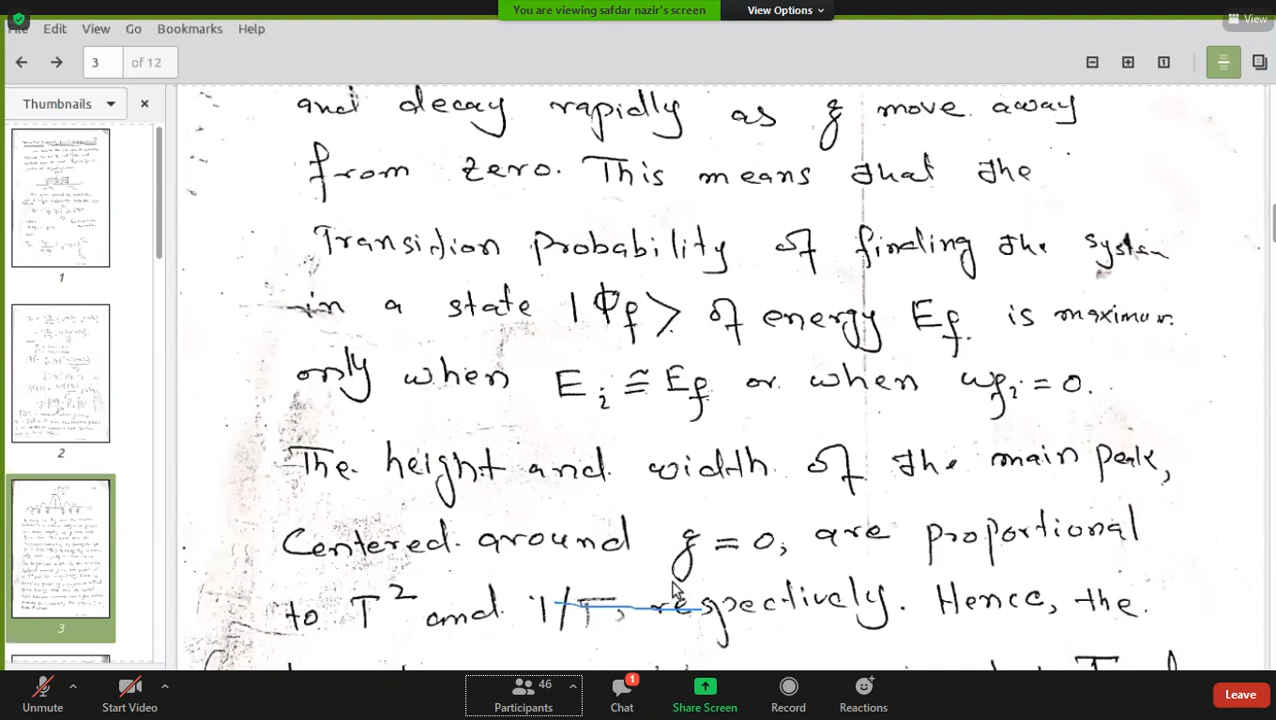 You are viewing safdar nazir's screen
View Options
View
File Edit View Go Bookmarks Help
3 of 12
Thumbnails
1
2
3
and decay rapidly as z move away
from zero. This means that the
Transition probability of finding the system
in a state |Φf> of energy Ef is maximum
only when Ei ≅ Ef or when ωfi = 0.
The height and width of the main peak,
Centered around z = 0, are proportional
to T² and 1/T, respectively. Hence, the
Unmute
Start Video
46
Participants
1
Chat
Share Screen
Record
Reactions
Leave